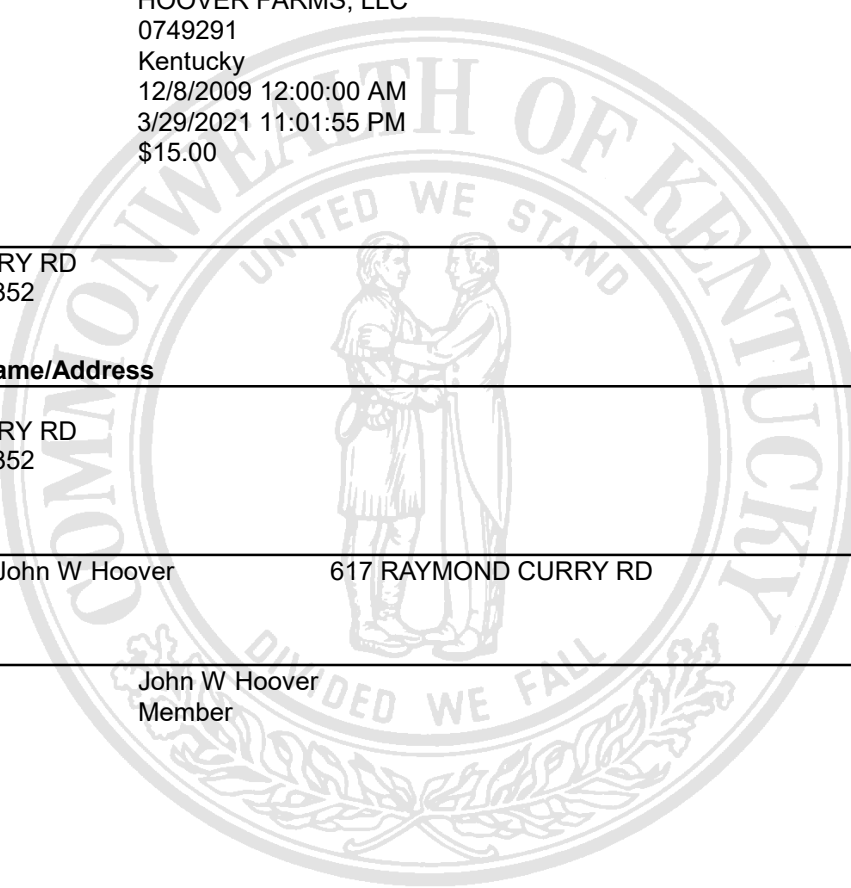 HOOVER FARMS, LLC
0749291
Kentucky
12/8/2009 12:00:00 AM
3/29/2021 11:01:55 PM
$15.00
COMMONWEALTH OF KENTUCKY
UNITED WE STAND
RY RD
352
ame/Address
RY RD
352
John W Hoover 617 RAYMOND CURRY RD
DIVIDED WE FALL
John W Hoover
Member